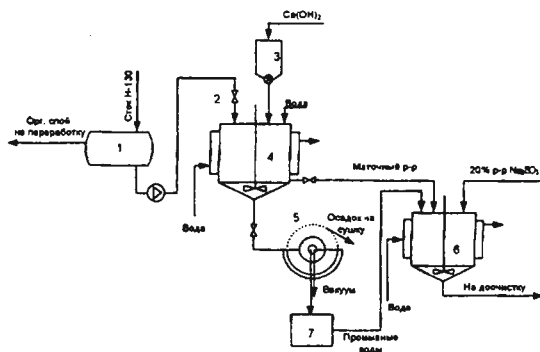 Ca(OH)₂
3
Сток Н-130
2
Вода
Орг. слой
на переработку
1
4
Маточный р-р
20% р-р Na₂SO₃
Вода
5
Осадок на
сушку
6
Вакуум
На доочистку
Вода
7
Промывные
воды